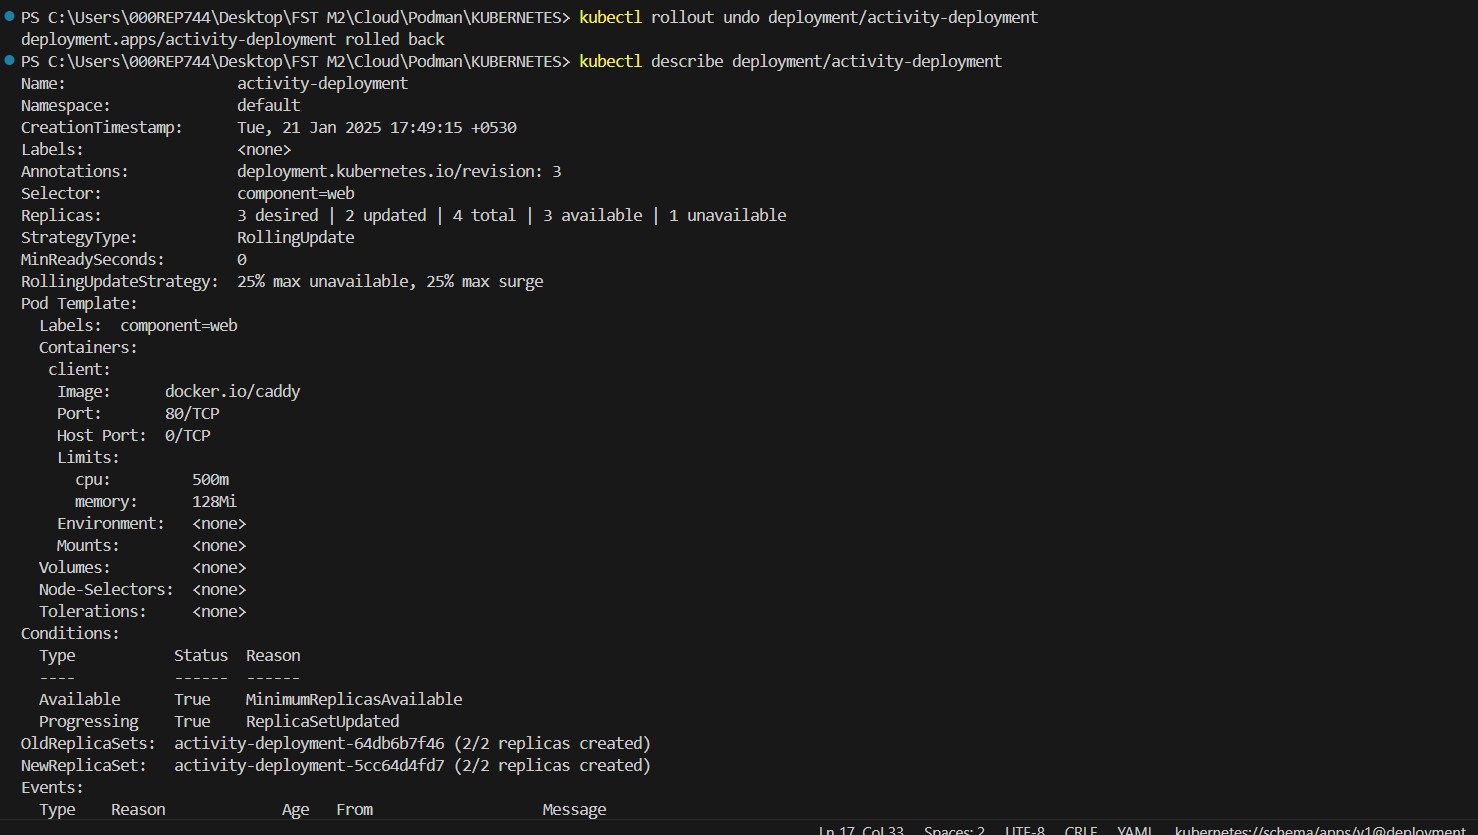 PS C:\Users\000REP744\Desktop\FST M2\Cloud\Podman\KUBERNETES> kubectl rollout undo deployment/activity-deployment
deployment.apps/activity-deployment rolled back
PS C:\Users\000REP744\Desktop\FST M2\Cloud\Podman\KUBERNETES> kubectl describe deployment/activity-deployment
Name:                   activity-deployment
Namespace:              default
CreationTimestamp:      Tue, 21 Jan 2025 17:49:15 +0530
Labels:                 <none>
Annotations:            deployment.kubernetes.io/revision: 3
Selector:               component=web
Replicas:               3 desired | 2 updated | 4 total | 3 available | 1 unavailable
StrategyType:           RollingUpdate
MinReadySeconds:        0
RollingUpdateStrategy:  25% max unavailable, 25% max surge
Pod Template:
  Labels:  component=web
  Containers:
   client:
    Image:      docker.io/caddy
    Port:       80/TCP
    Host Port:  0/TCP
    Limits:
      cpu:         500m
      memory:      128Mi
    Environment:   <none>
    Mounts:        <none>
  Volumes:         <none>
  Node-Selectors:  <none>
  Tolerations:     <none>
Conditions:
  Type           Status  Reason
  ----           ------  ------
  Available      True    MinimumReplicasAvailable
  Progressing    True    ReplicaSetUpdated
OldReplicaSets:  activity-deployment-64db6b7f46 (2/2 replicas created)
NewReplicaSet:   activity-deployment-5cc64d4fd7 (2/2 replicas created)
Events:
  Type    Reason             Age   From                   Message
Ln 17, Col 33   Spaces: 2   UTF-8   CRLF   YAML   kubernetes://schema/apps/v1@deployment